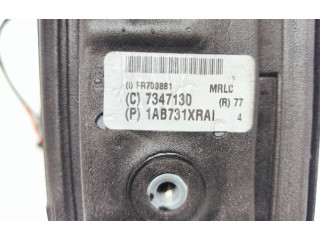 (I) FR703881 MRLC
(C) 7347130 (R) 77
(P) 1AB731XRAI 4